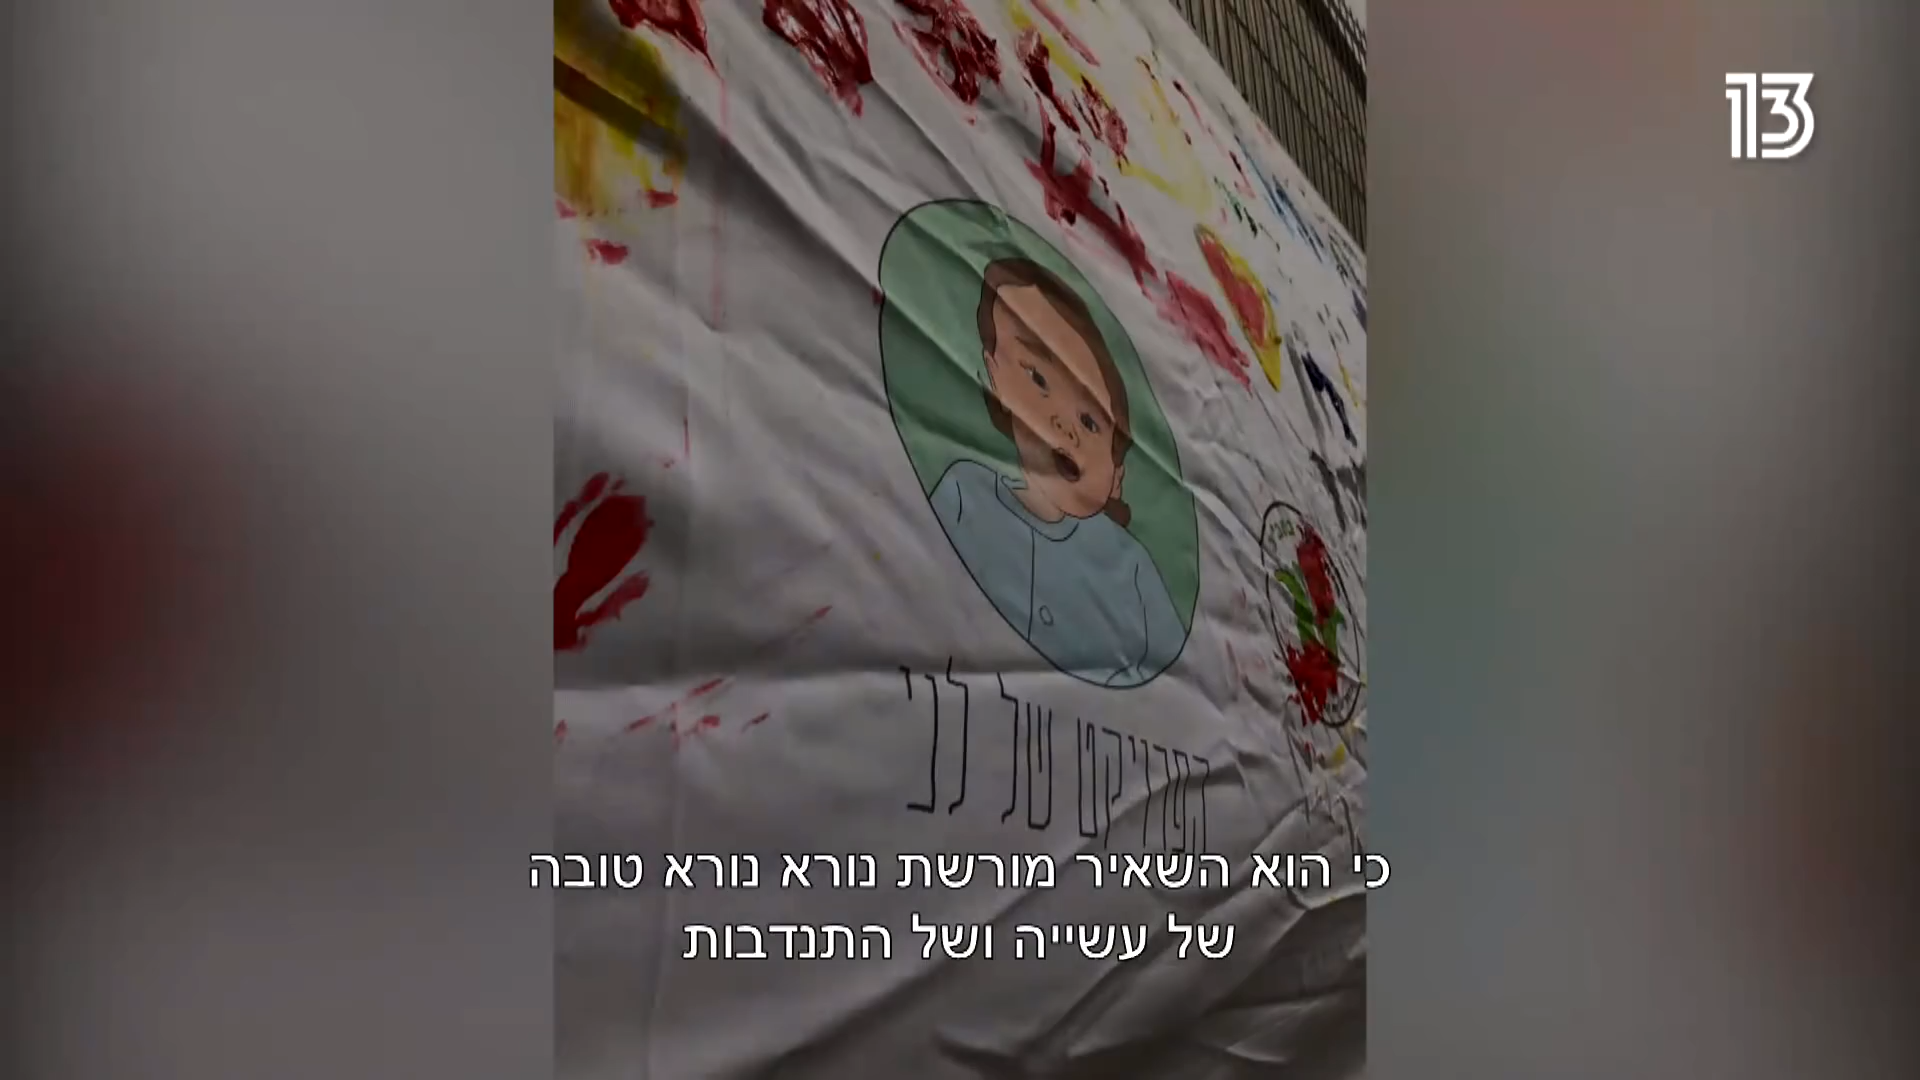 13
הפרויקט של לני
כי הוא השאיר מורשת נורא נורא טובה
של עשייה ושל התנדבות